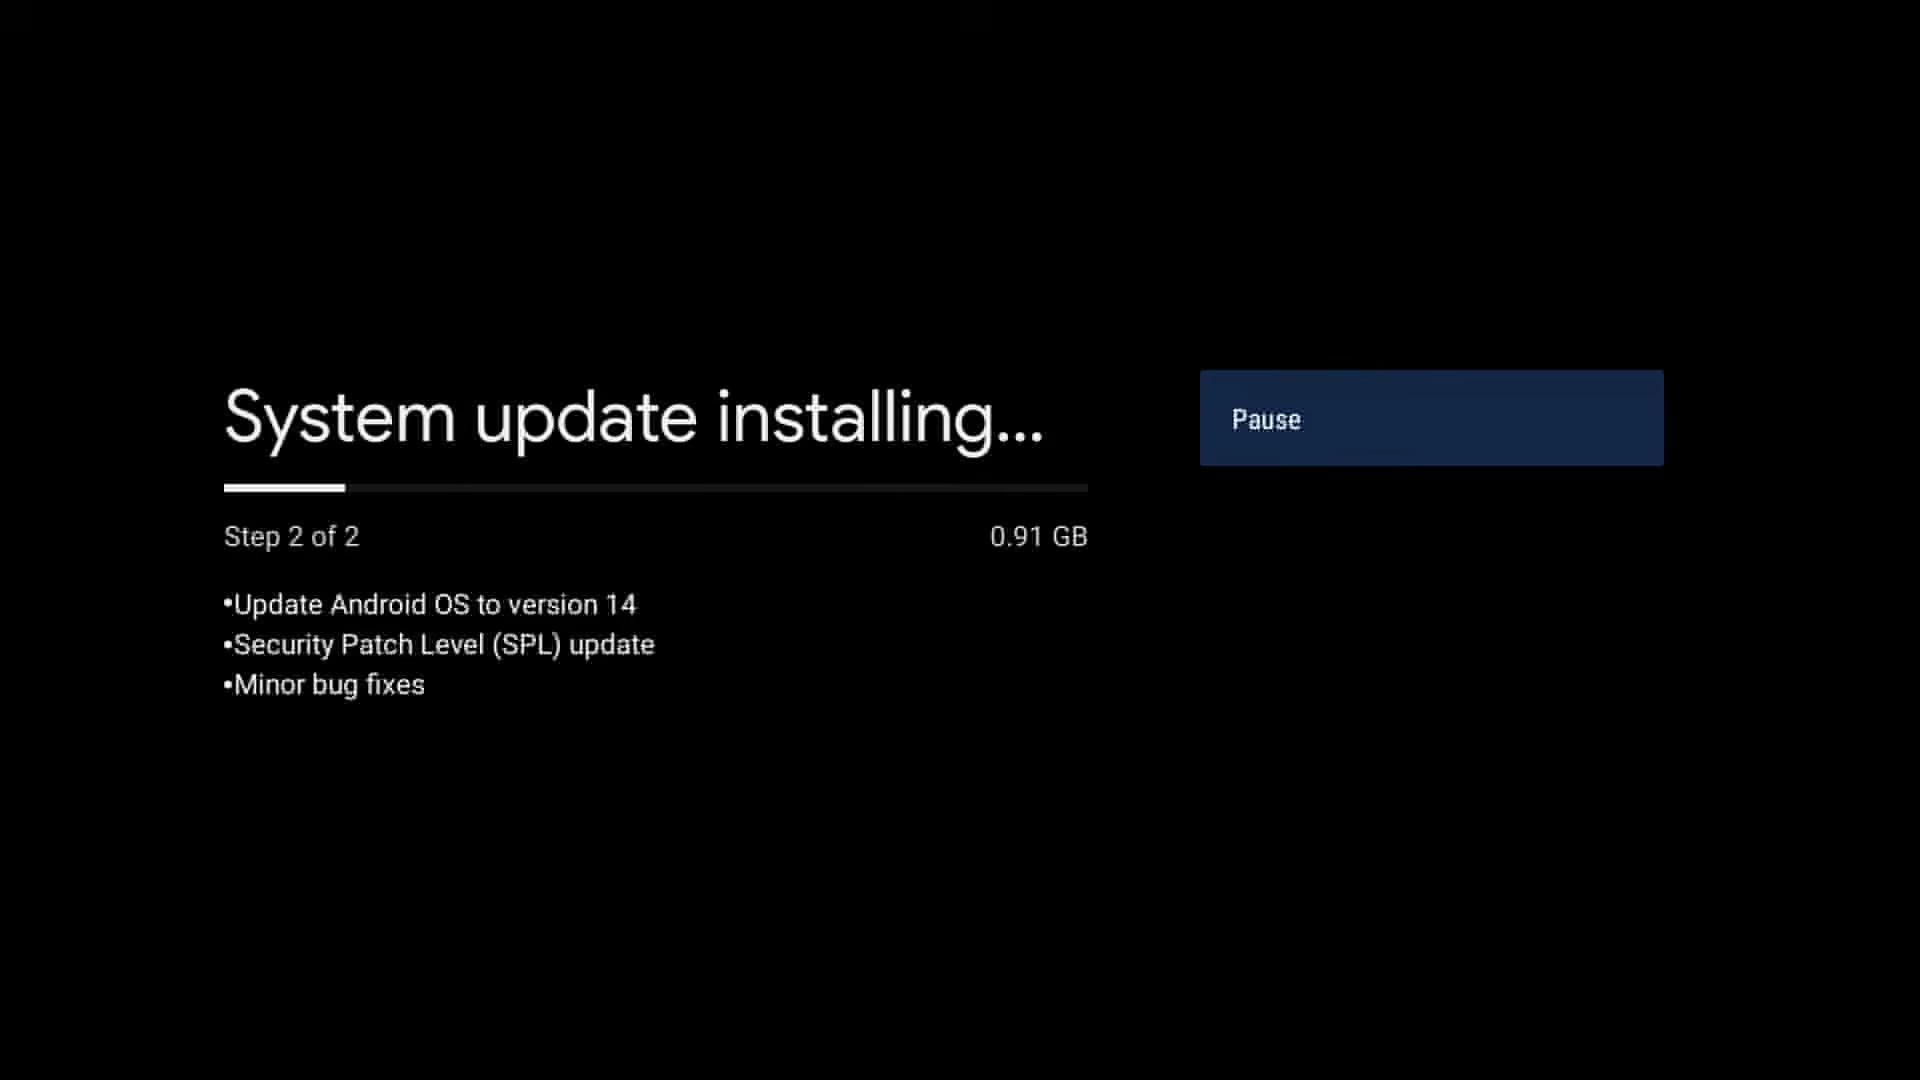 System update installing...
Pause
Step 2 of 2
0.91 GB
•Update Android OS to version 14
•Security Patch Level (SPL) update
•Minor bug fixes